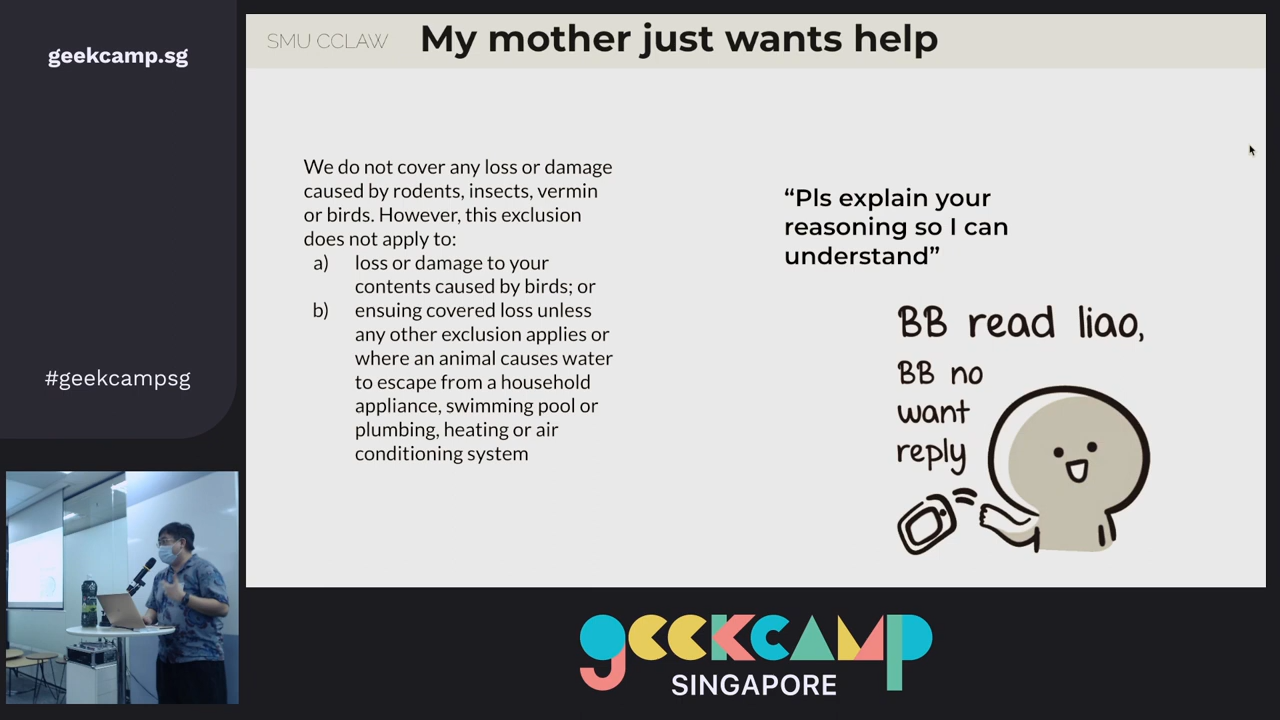 geekcamp.sg
#geekcampsg
SMU CCLAW
My mother just wants help
We do not cover any loss or damage
caused by rodents, insects, vermin
or birds. However, this exclusion
does not apply to:
a) loss or damage to your
contents caused by birds; or
b) ensuing covered loss unless
any other exclusion applies or
where an animal causes water
to escape from a household
appliance, swimming pool or
plumbing, heating or air
conditioning system
“Pls explain your
reasoning so I can
understand”
BB read liao,
BB no
want
reply
geekcamp
SINGAPORE